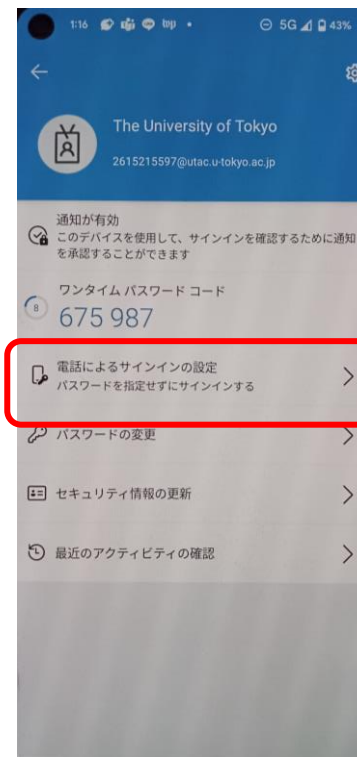 1:16 top • 5G 43%
The University of Tokyo
2615215597@utac.u-tokyo.ac.jp
通知が有効
このデバイスを使用して、サインインを確認するために通知
を承認することができます
ワンタイム パスワード コード
8
675 987
電話によるサインインの設定
パスワードを指定せずにサインインする
パスワードの変更
セキュリティ情報の更新
最近のアクティビティの確認